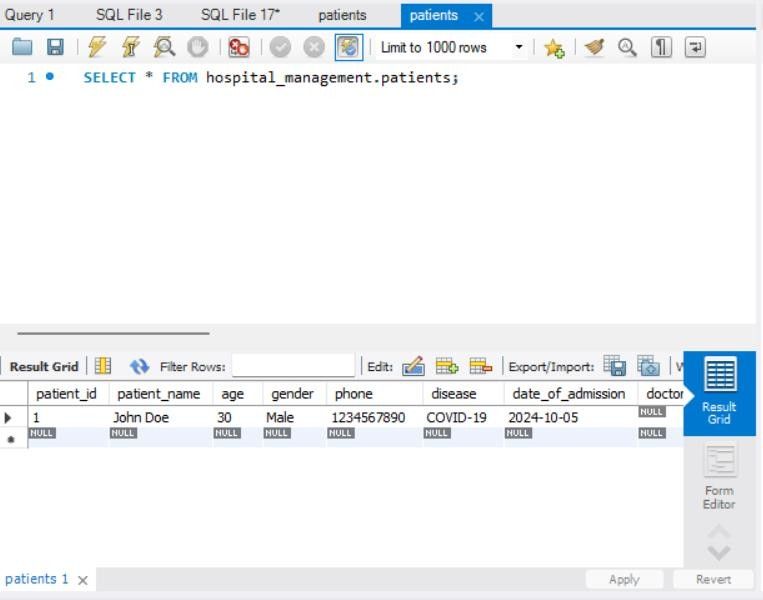 Query 1 SQL File 3 SQL File 17* patients patients
Limit to 1000 rows
1 SELECT * FROM hospital_management.patients;
Result Grid Filter Rows: Edit: Export/Import: W
patient_id patient_name age gender phone disease date_of_admission doctor
1 John Doe 30 Male 1234567890 COVID-19 2024-10-05 NULL
NULL NULL NULL NULL NULL NULL NULL NULL
Result
Grid
Form
Editor
patients 1 Apply Revert